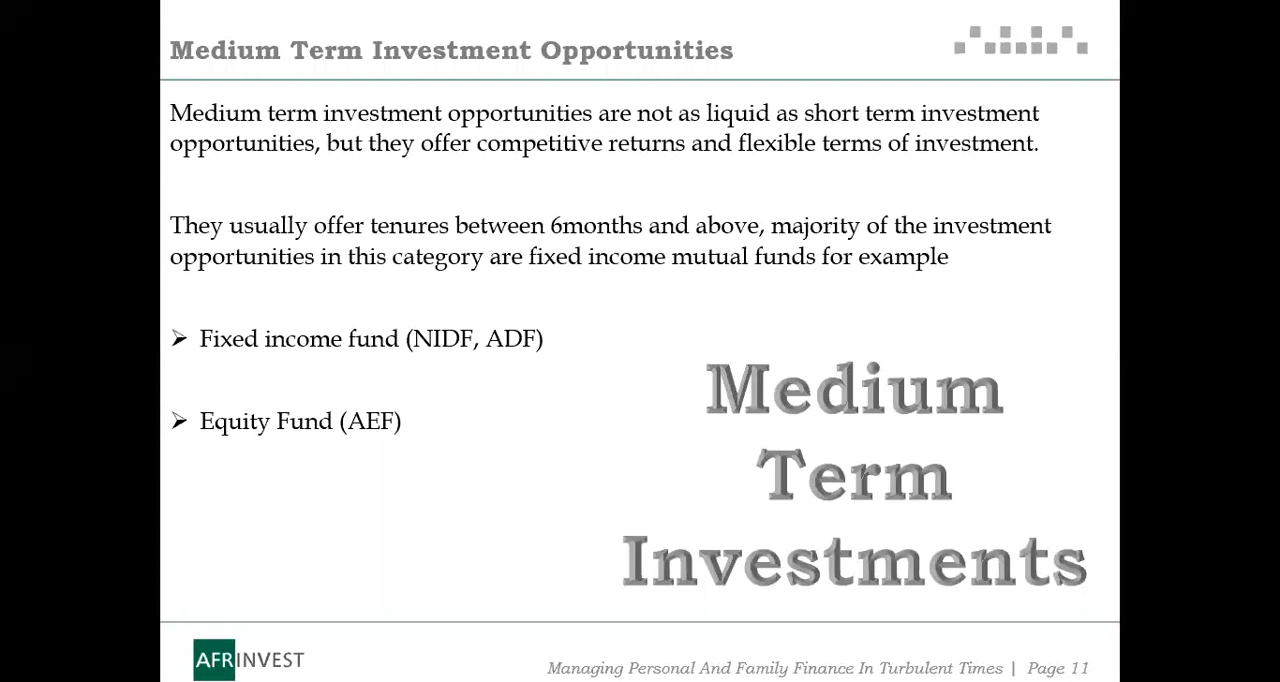 Medium Term Investment Opportunities
Medium term investment opportunities are not as liquid as short term investment
opportunities, but they offer competitive returns and flexible terms of investment.
They usually offer tenures between 6months and above, majority of the investment
opportunities in this category are fixed income mutual funds for example
➢ Fixed income fund (NIDF, ADF)
➢ Equity Fund (AEF)
Medium
Term
Investments
AFRINVEST
Managing Personal And Family Finance In Turbulent Times | Page 11